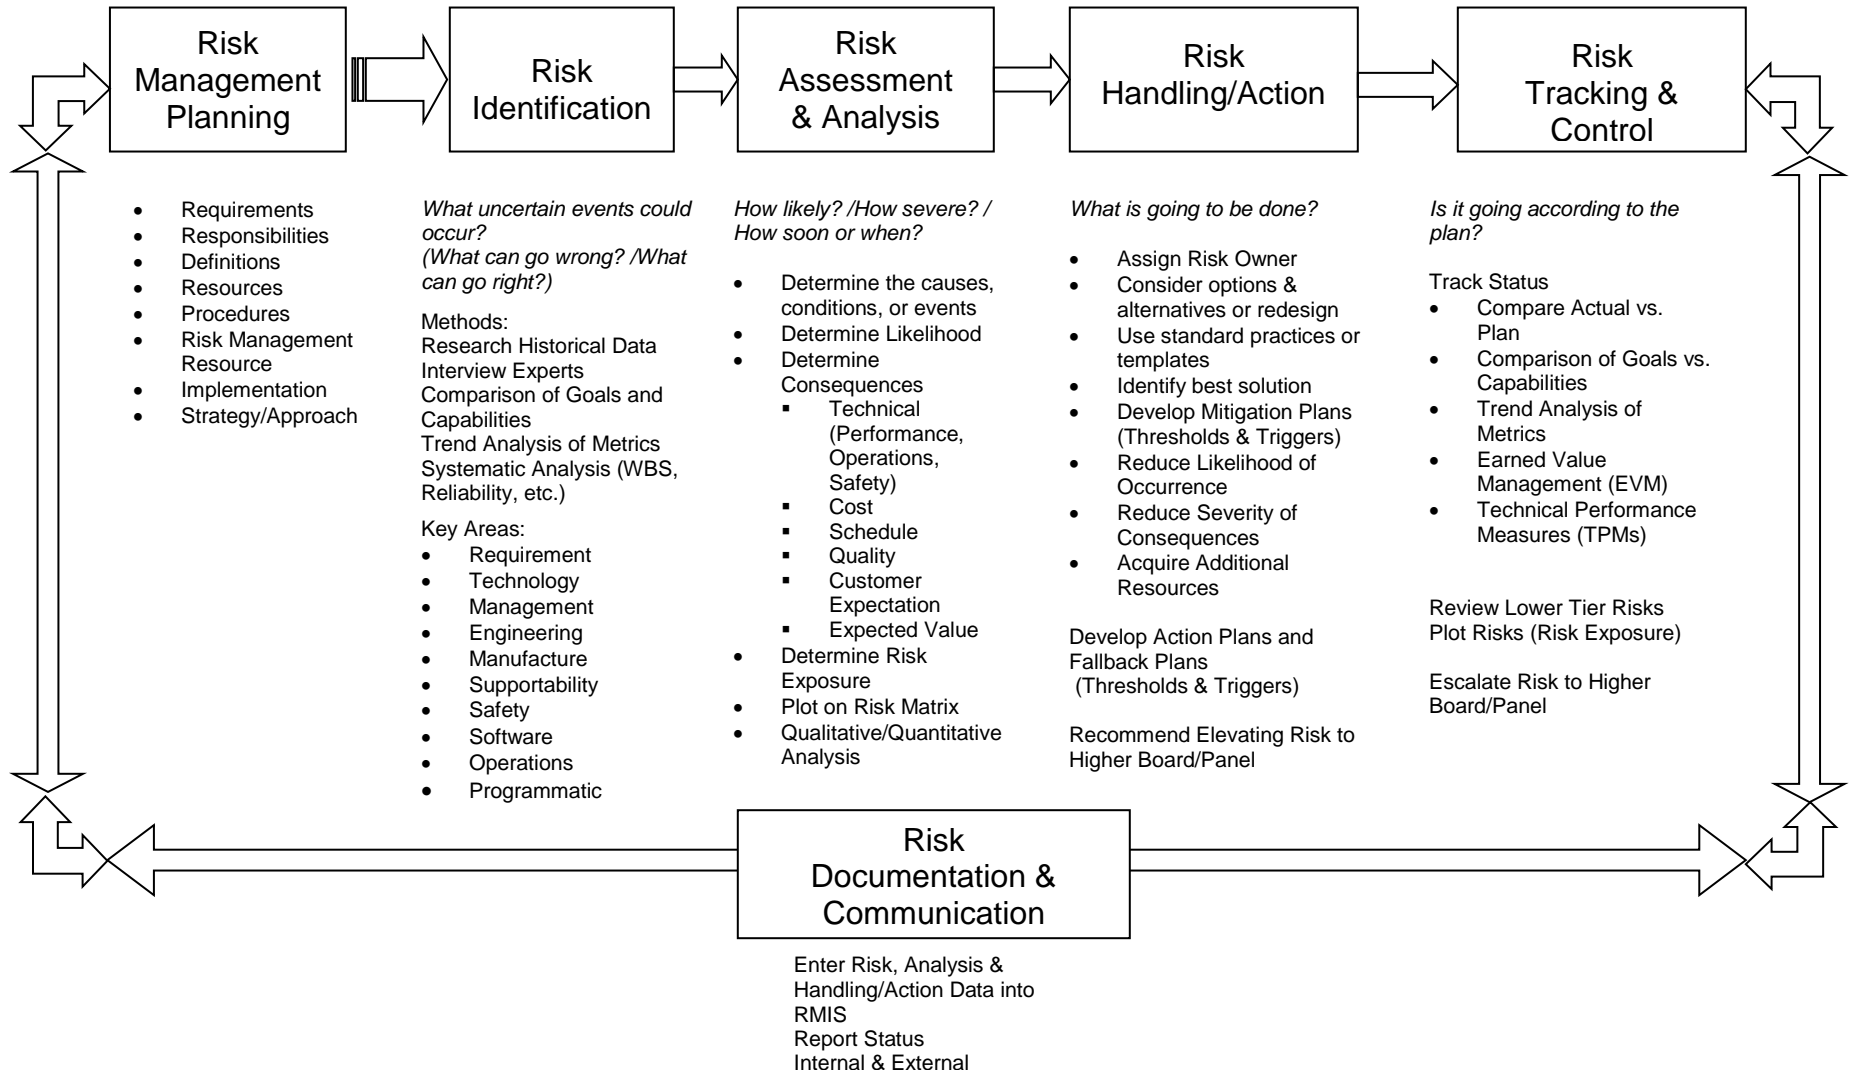 Risk
Management
Planning
Risk
Identification
Risk
Assessment
& Analysis
Risk
Handling/Action
Risk
Tracking &
Control
• Requirements
• Responsibilities
• Definitions
• Resources
• Procedures
• Risk Management
Resource
• Implementation
• Strategy/Approach
What uncertain events could
occur?
(What can go wrong? /What
can go right?)
Methods:
Research Historical Data
Interview Experts
Comparison of Goals and
Capabilities
Trend Analysis of Metrics
Systematic Analysis (WBS,
Reliability, etc.)
Key Areas:
• Requirement
• Technology
• Management
• Engineering
• Manufacture
• Supportability
• Safety
• Software
• Operations
• Programmatic
How likely? /How severe? /
How soon or when?
• Determine the causes,
conditions, or events
• Determine Likelihood
• Determine
Consequences
▪ Technical
(Performance,
Operations,
Safety)
▪ Cost
▪ Schedule
▪ Quality
▪ Customer
Expectation
▪ Expected Value
• Determine Risk
Exposure
• Plot on Risk Matrix
• Qualitative/Quantitative
Analysis
What is going to be done?
• Assign Risk Owner
• Consider options &
alternatives or redesign
• Use standard practices or
templates
• Identify best solution
• Develop Mitigation Plans
(Thresholds & Triggers)
• Reduce Likelihood of
Occurrence
• Reduce Severity of
Consequences
• Acquire Additional
Resources
Develop Action Plans and
Fallback Plans
(Thresholds & Triggers)
Recommend Elevating Risk to
Higher Board/Panel
Is it going according to the
plan?
Track Status
• Compare Actual vs.
Plan
• Comparison of Goals vs.
Capabilities
• Trend Analysis of
Metrics
• Earned Value
Management (EVM)
• Technical Performance
Measures (TPMs)
Review Lower Tier Risks
Plot Risks (Risk Exposure)
Escalate Risk to Higher
Board/Panel
Risk
Documentation &
Communication
Enter Risk, Analysis &
Handling/Action Data into
RMIS
Report Status
Internal & External